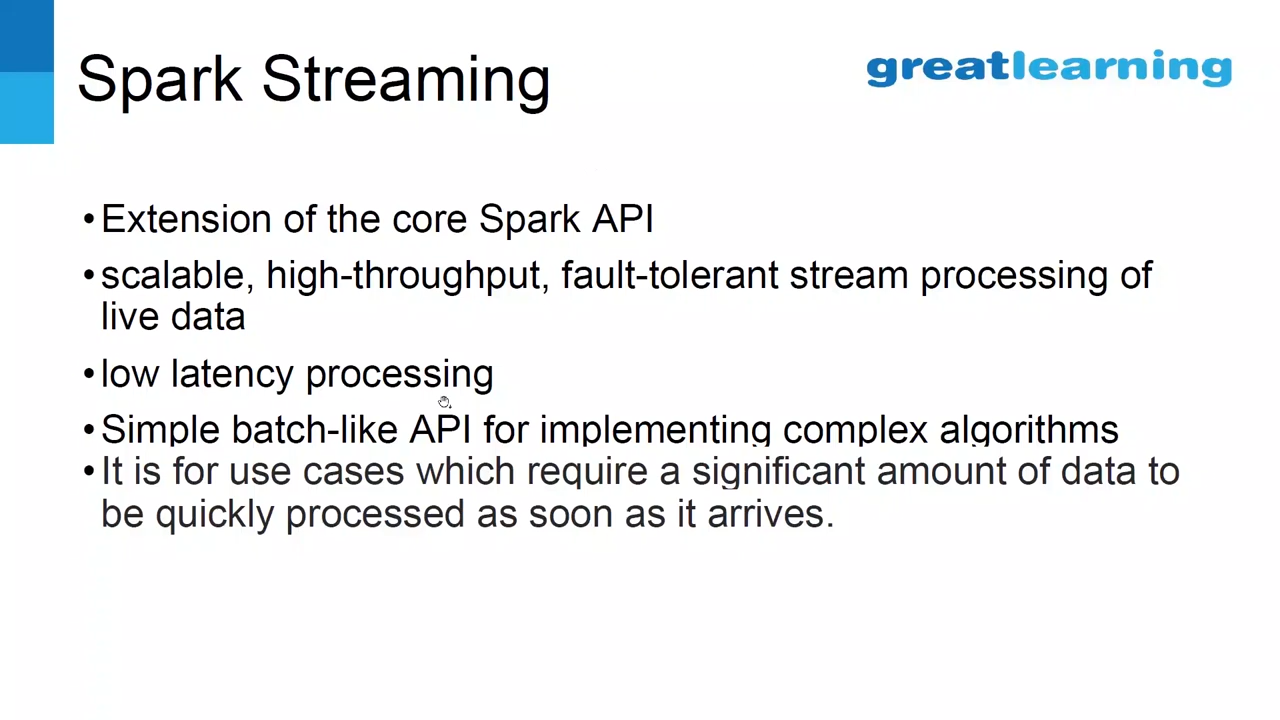 Spark Streaming
greatlearning
•Extension of the core Spark API
•scalable, high-throughput, fault-tolerant stream processing of
live data
•low latency processing
•Simple batch-like API for implementing complex algorithms
•It is for use cases which require a significant amount of data to
be quickly processed as soon as it arrives.